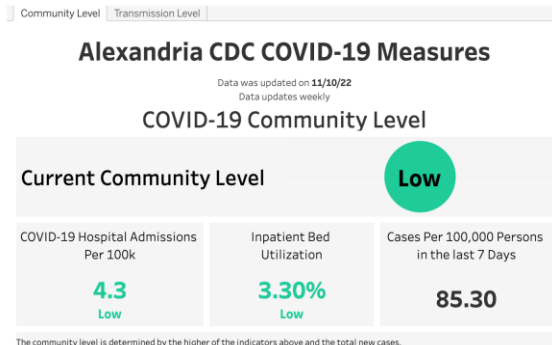 Community Level
Transmission Level
Alexandria CDC COVID-19 Measures
Data was updated on 11/10/22
Data updates weekly
COVID-19 Community Level
Current Community Level
Low
COVID-19 Hospital Admissions
Per 100k
4.3
Low
Inpatient Bed
Utilization
3.30%
Low
Cases Per 100,000 Persons
in the last 7 Days
85.30
The community level is determined by the higher of the indicators above and the total new cases.